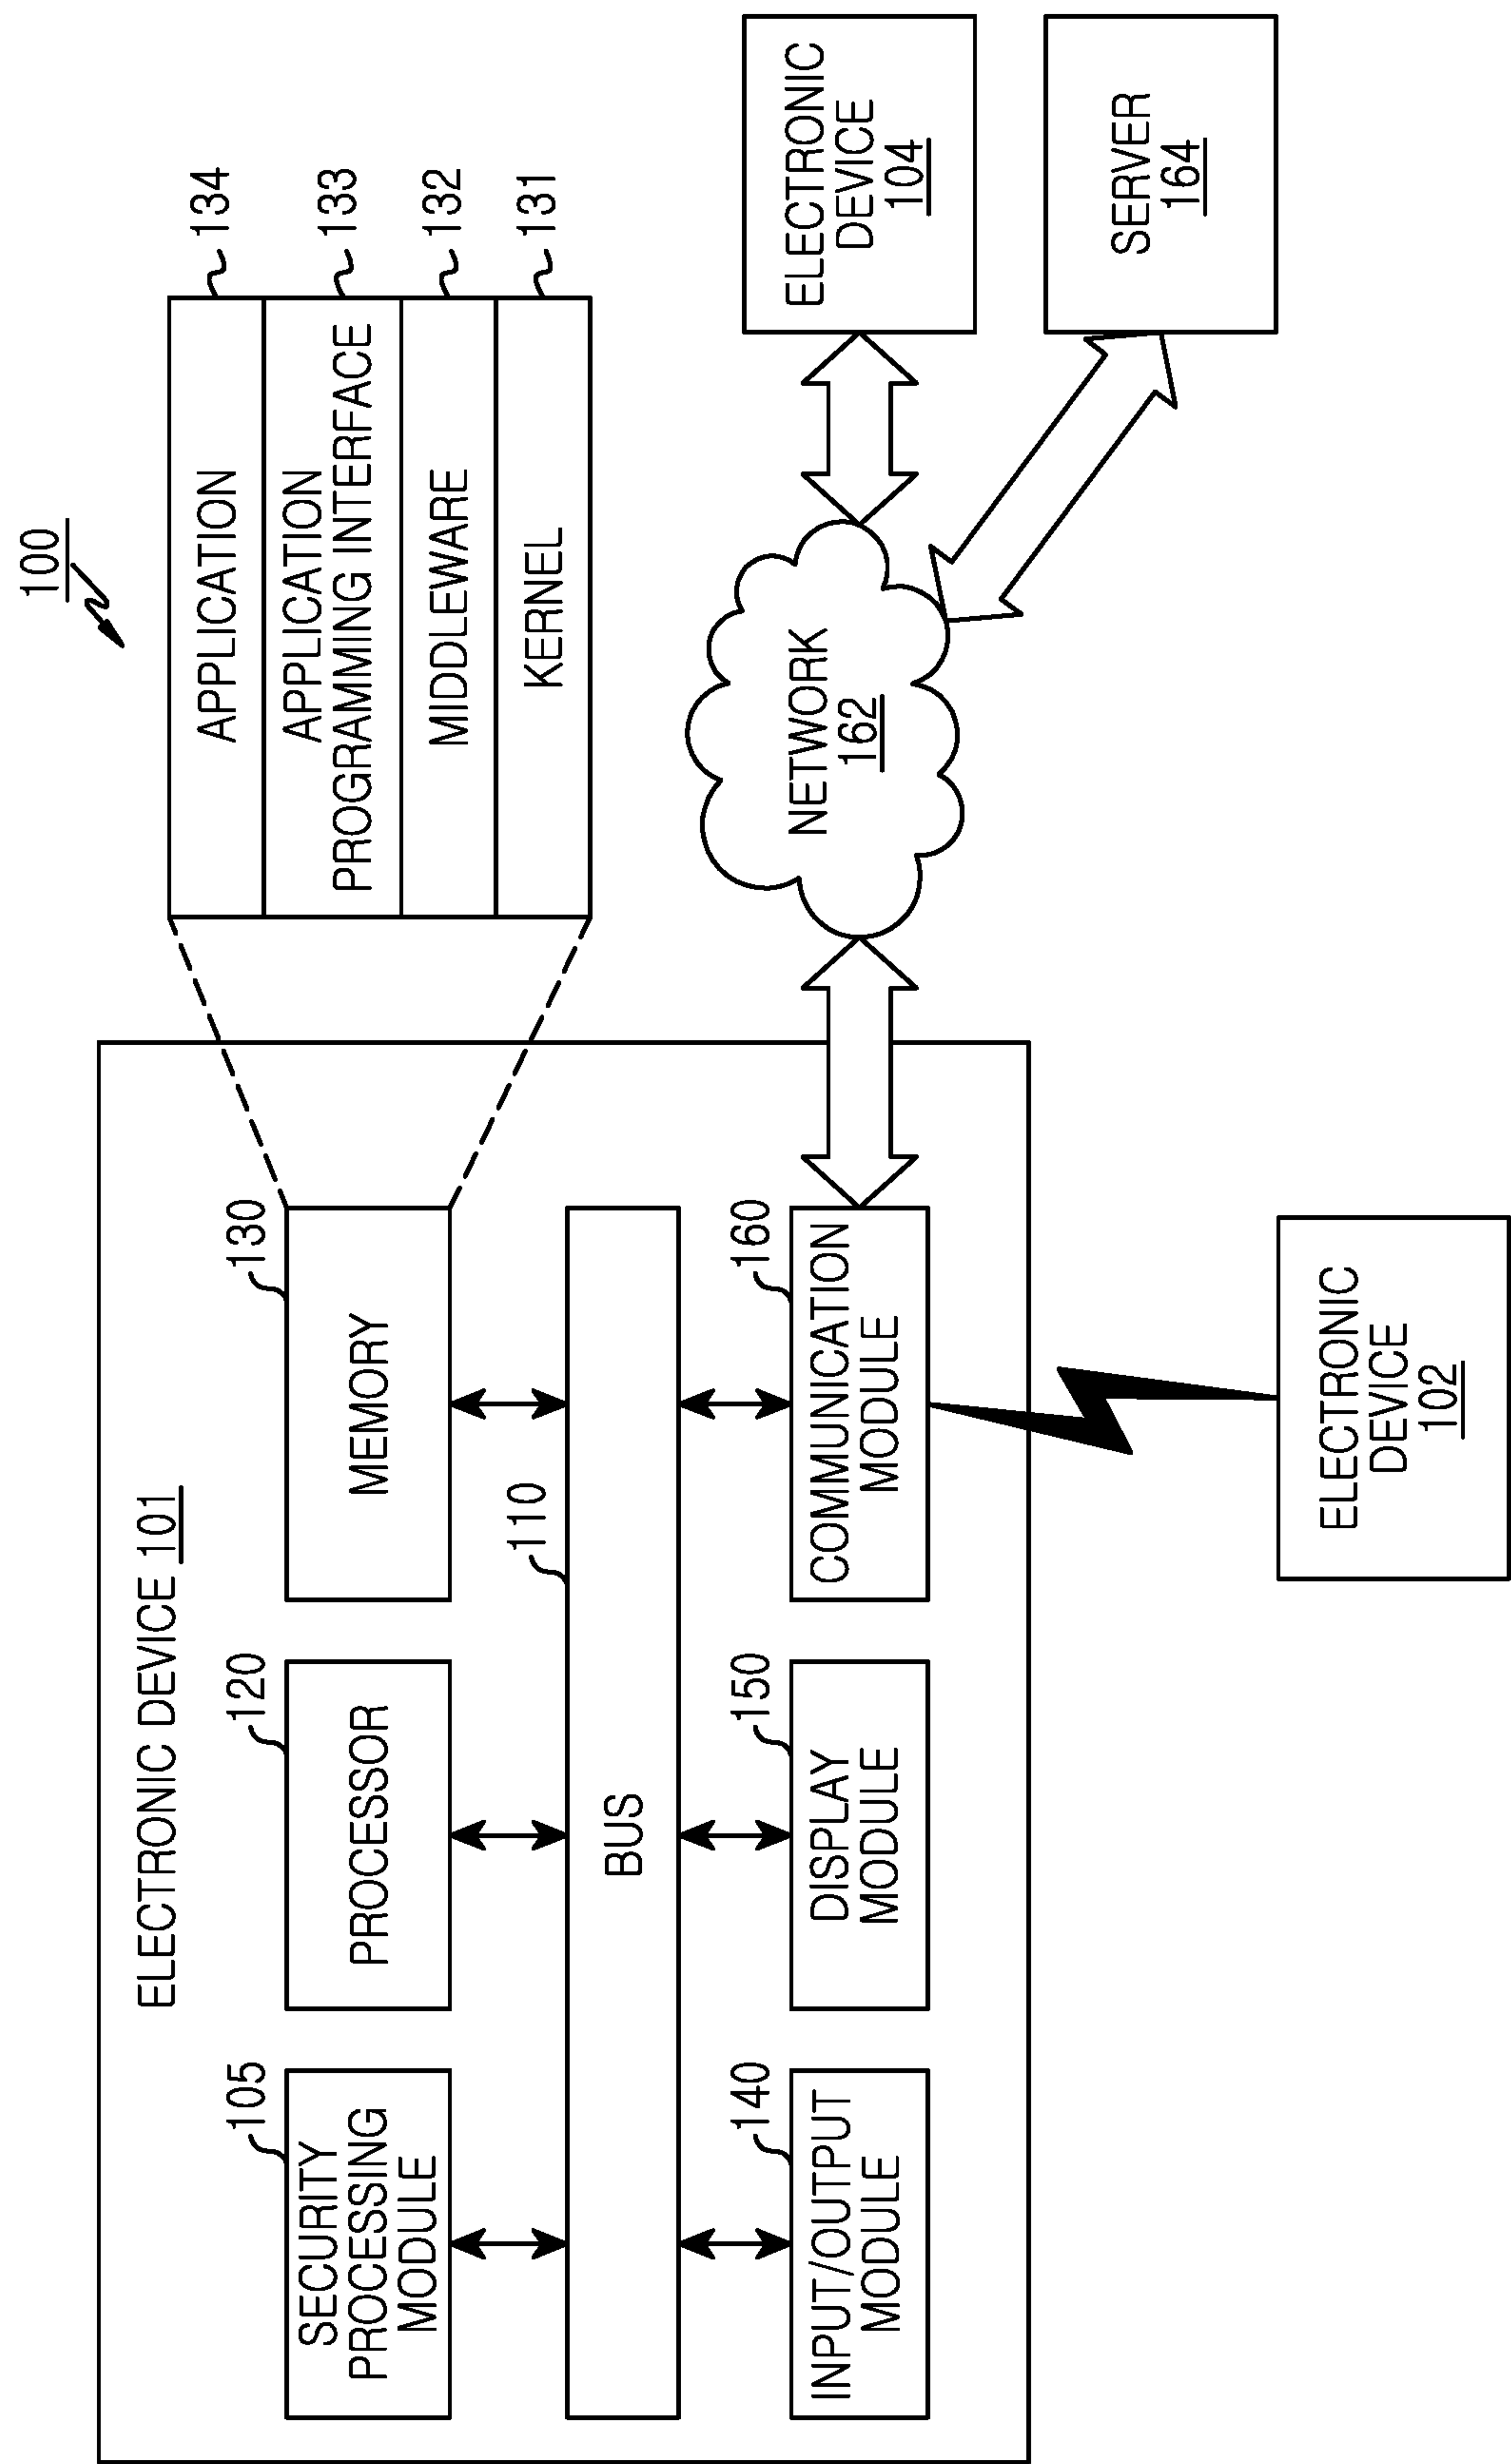 100
ELECTRONIC DEVICE 101
105
SECURITY
PROCESSING
MODULE
120
PROCESSOR
130
MEMORY
APPLICATION
134
APPLICATION
PROGRAMING INTERFACE
133
MIDDLEWARE
132
KERNEL
131
110
BUS
140
INPUT/OUTPUT
MODULE
150
DISPLAY
MODULE
160
COMMUNICATION
MODULE
NETWORK
162
ELECTRONIC
DEVICE
104
SERVER
164
ELECTRONIC
DEVICE
102